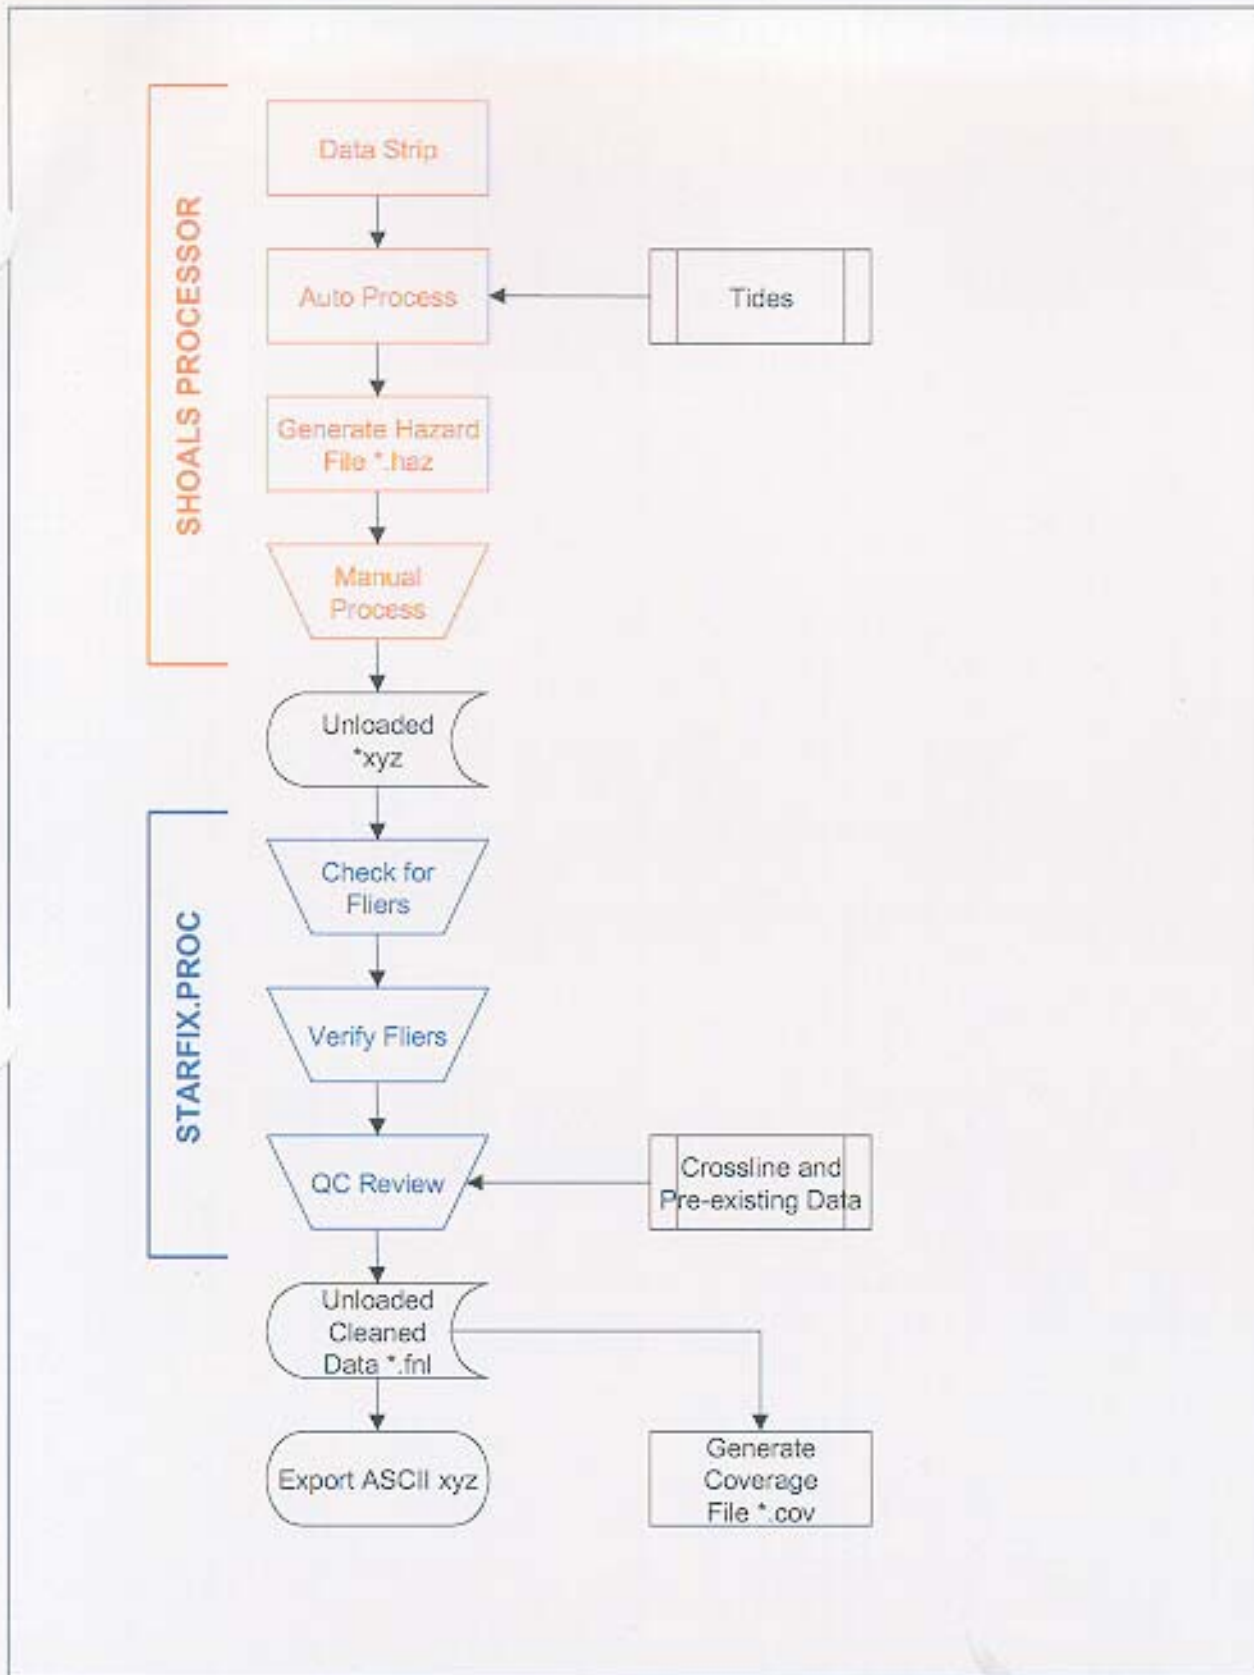 SHOALS PROCESSOR
Data Strip
Auto Process
Tides
Generate Hazard
File *.haz
Manual
Process
Unloaded
*xyz
STARFIX.PROC
Check for
Fliers
Verify Fliers
QC Review
Crossline and
Pre-existing Data
Unloaded
Cleaned
Data *.fnl
Export ASCII xyz
Generate
Coverage
File *.cov